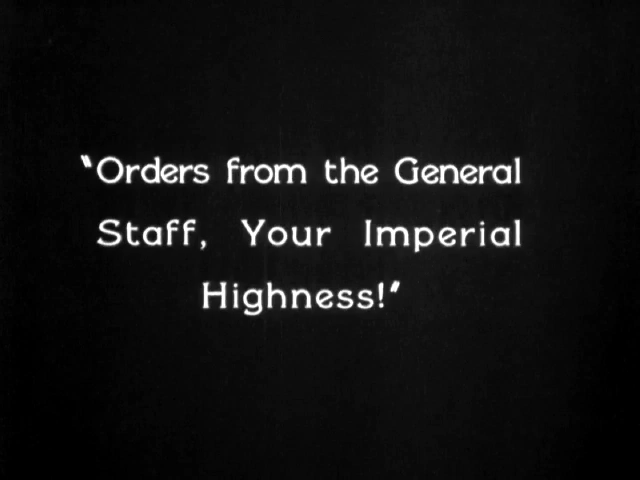 "Orders from the General
Staff, Your Imperial
Highness!"